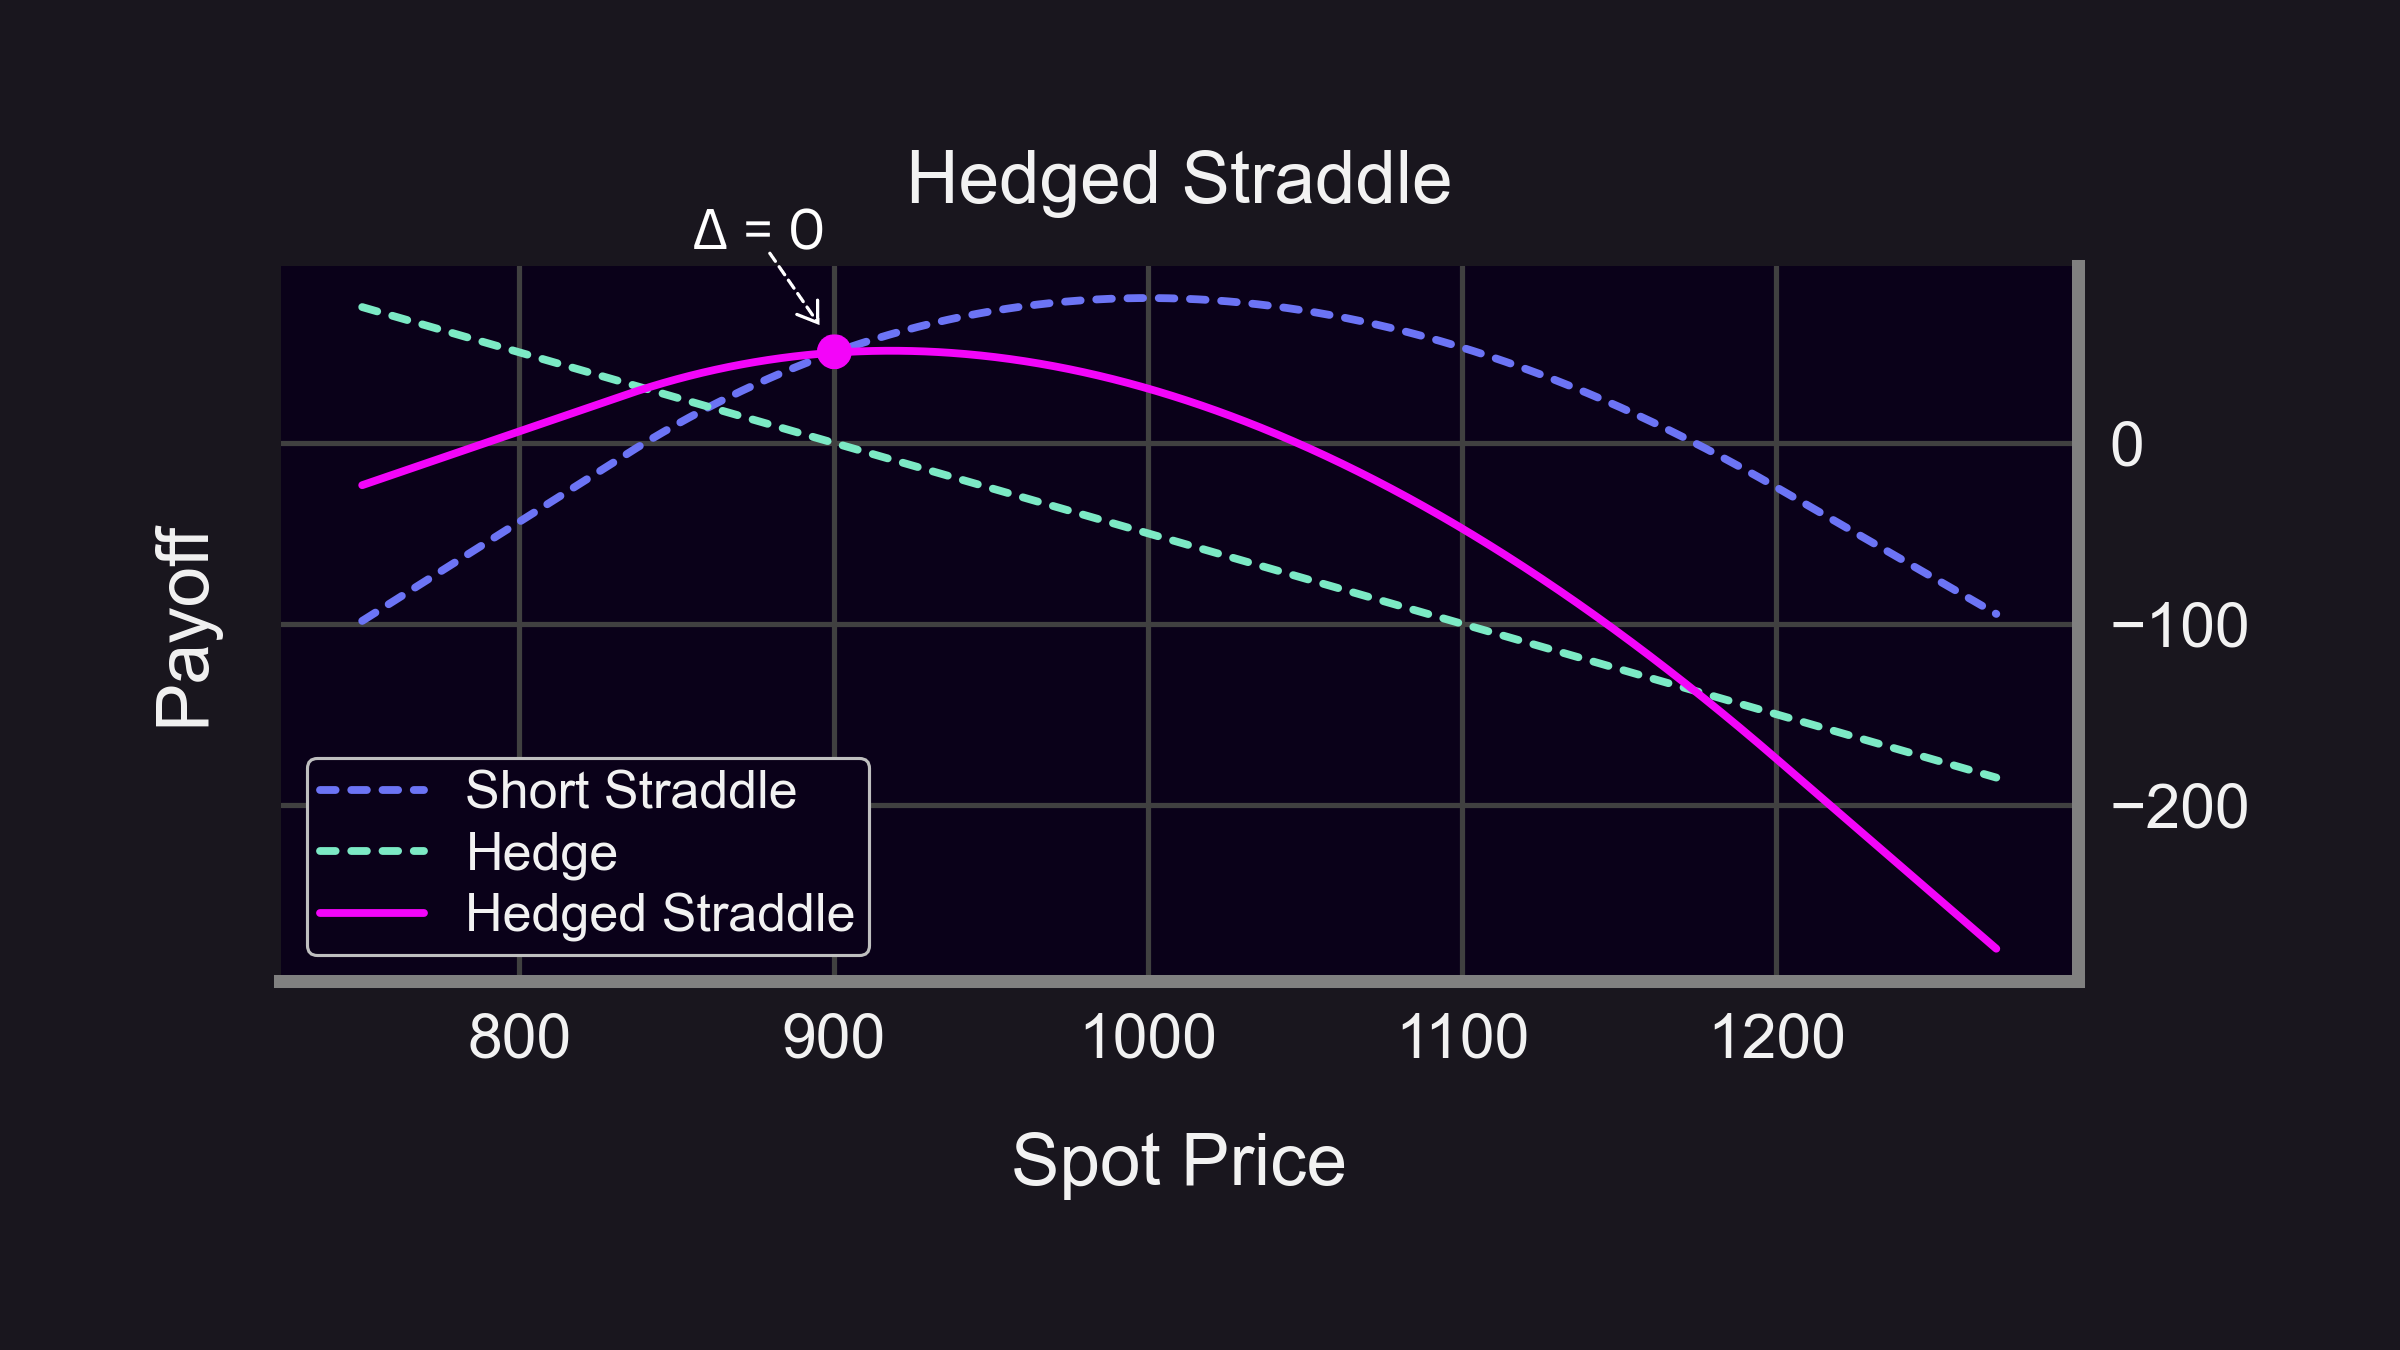 Hedged Straddle
Δ = 0
Payoff
0
−100
−200
Short Straddle
Hedge
Hedged Straddle
800
900
1000
1100
1200
Spot Price